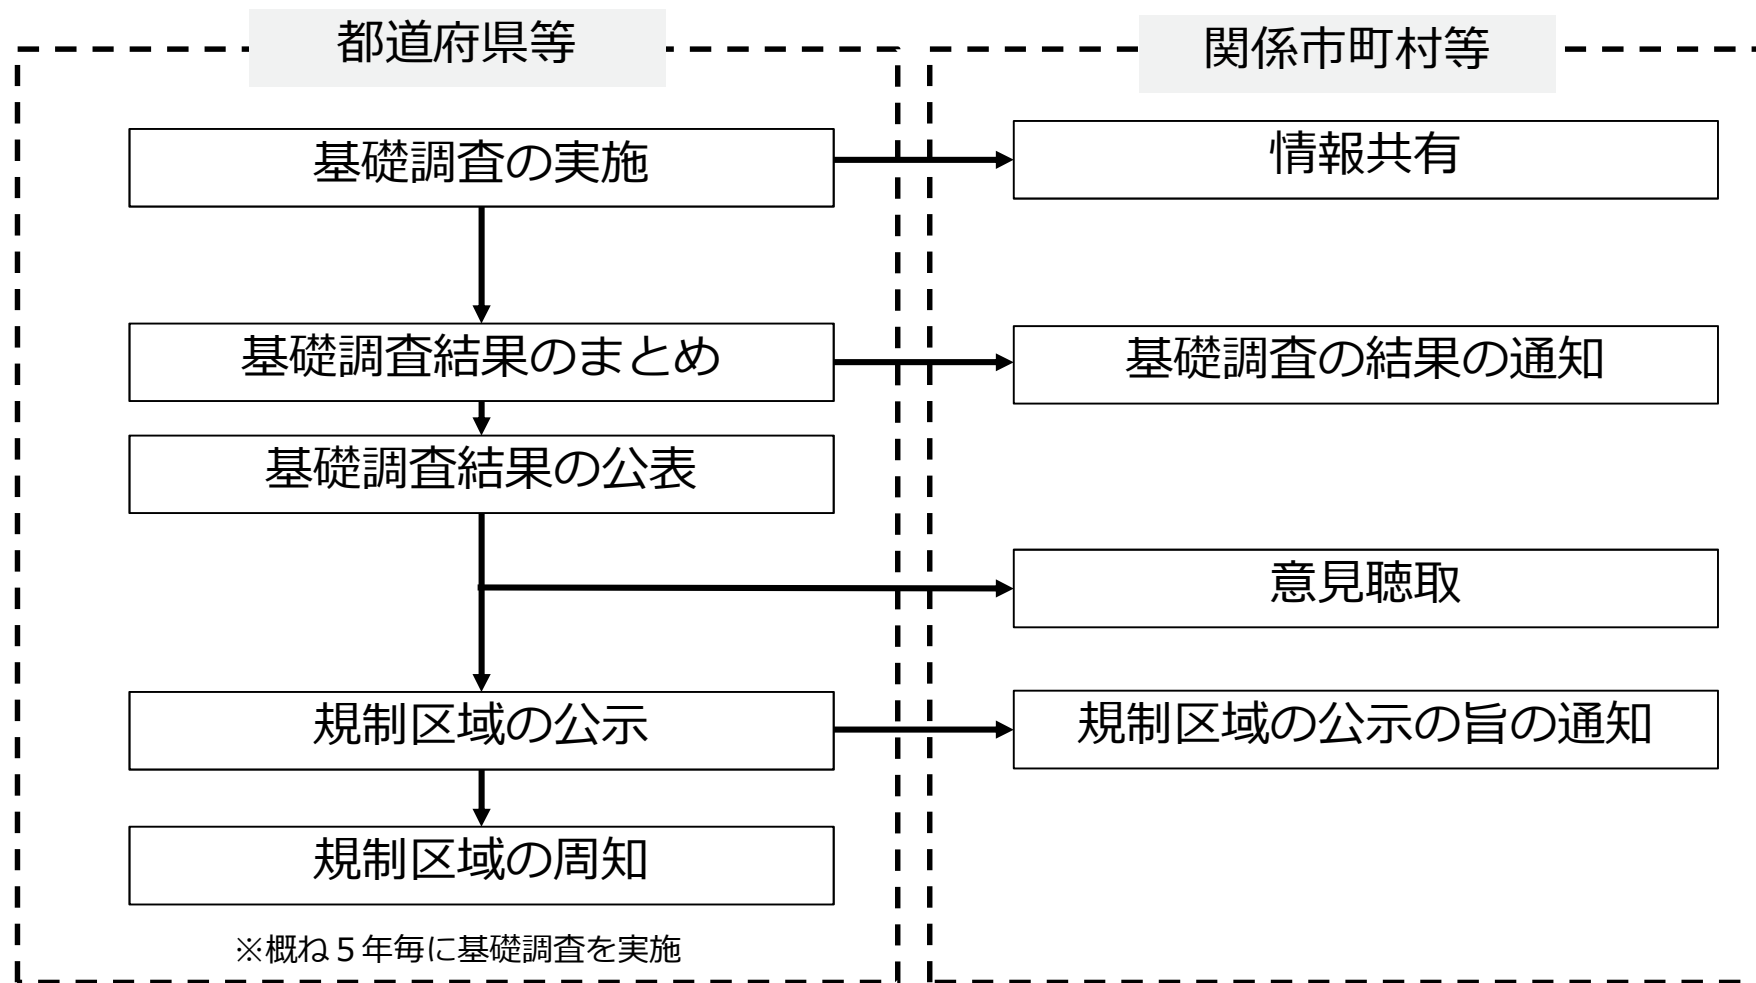 都道府県等
関係市町村等
基礎調査の実施
情報共有
基礎調査結果のまとめ
基礎調査の結果の通知
基礎調査結果の公表
意見聴取
規制区域の公示
規制区域の公示の旨の通知
規制区域の周知
※概ね５年毎に基礎調査を実施